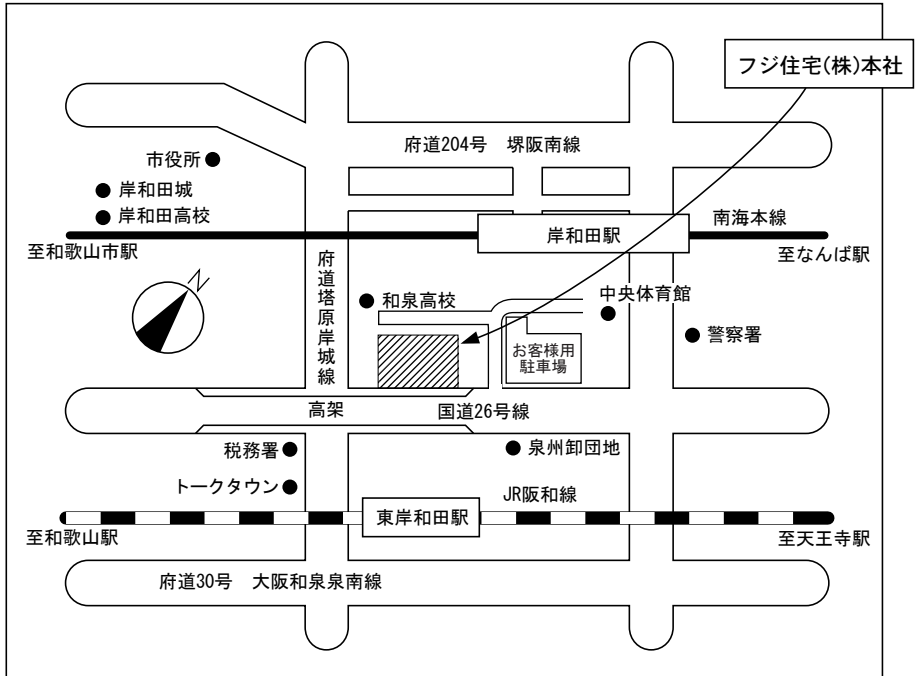 フジ住宅(株)本社
府道204号　堺阪南線
市役所
岸和田城
岸和田高校
南海本線
岸和田駅
至和歌山市駅
至なんば駅
N
府道塔原岸城線
和泉高校
中央体育館
警察署
お客様用
駐車場
高架
国道26号線
税務署
泉州卸団地
トークタウン
JR阪和線
東岸和田駅
至和歌山駅
至天王寺駅
府道30号　大阪和泉泉南線